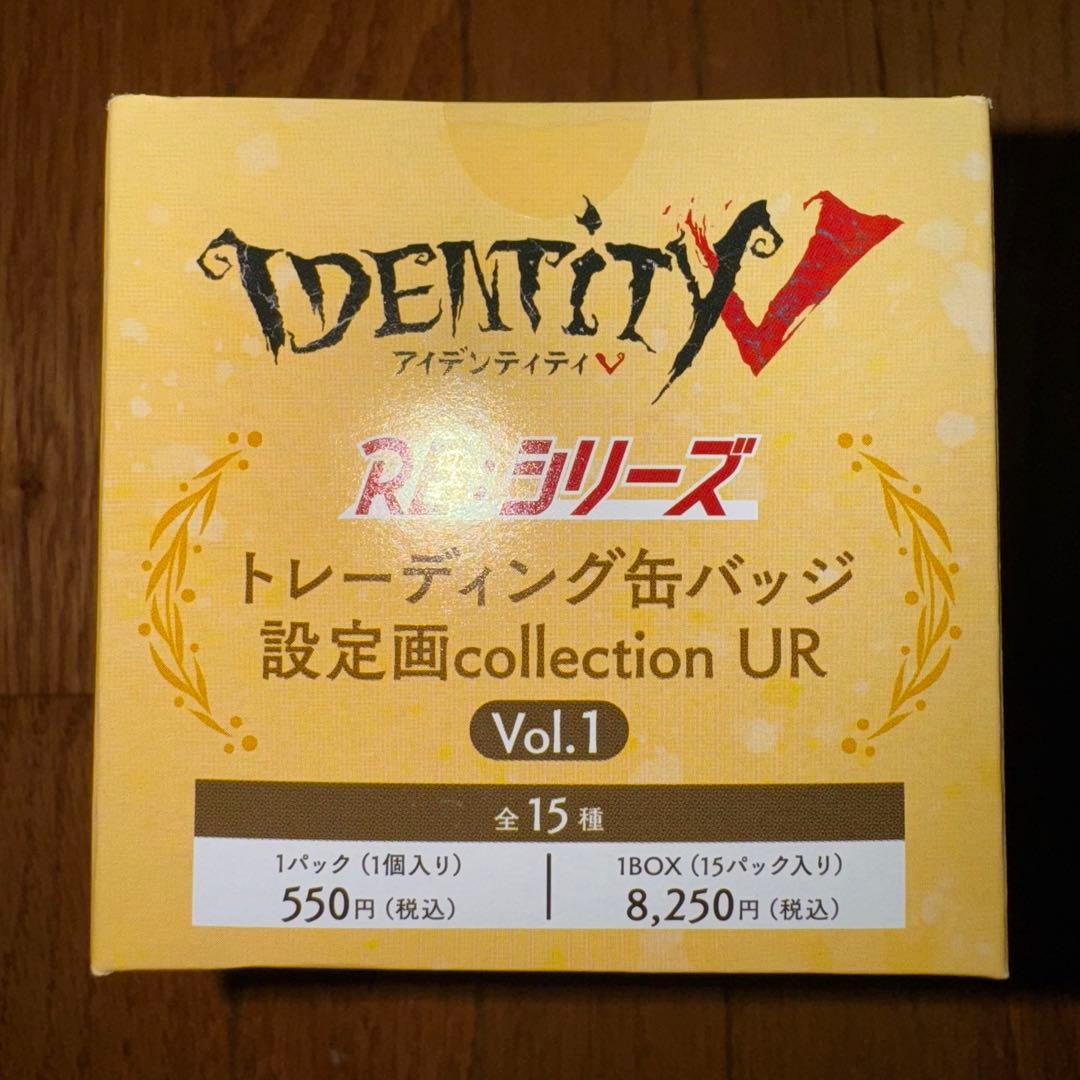 IDENTITY V
アイデンティティV
RE:シリーズ
トレーディング缶バッジ
設定画collection UR
Vol.1
全15種
1パック（1個入り）
550円（税込）
1BOX（15パック入り）
8,250円（税込）